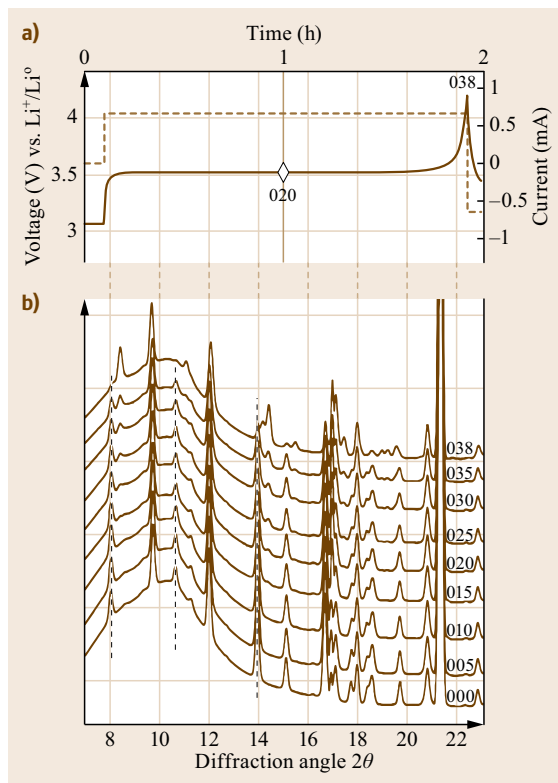 a)
Time (h)
0 1 2
Voltage (V) vs. Li⁺/Li⁰
4
3.5
3
038
020
1
0.5
0
−0.5
−1
Current (mA)
b)
038
035
030
025
020
015
010
005
000
8 10 12 14 16 18 20 22
Diffraction angle 2θ